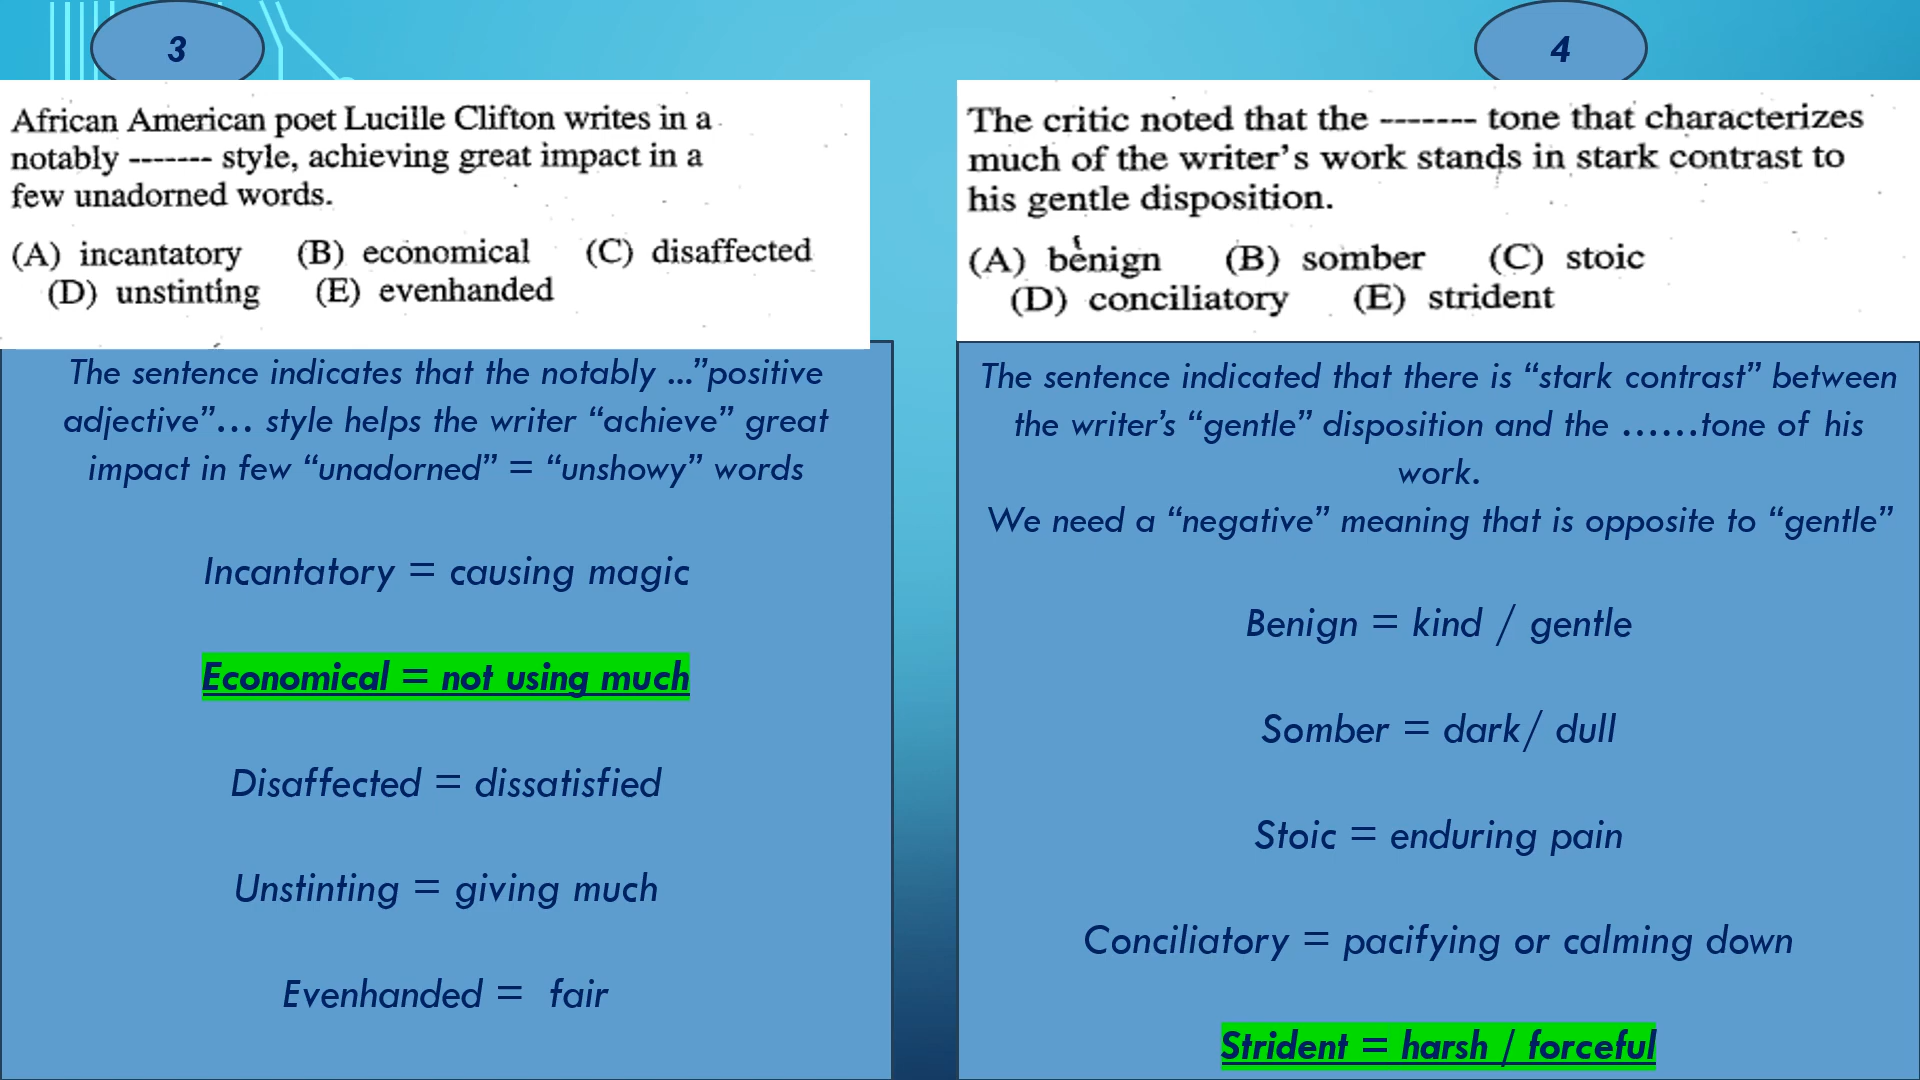 3
African American poet Lucille Clifton writes in a
notably ------- style, achieving great impact in a
few unadorned words.
(A) incantatory (B) economical (C) disaffected
(D) unstinting (E) evenhanded
The sentence indicates that the notably ...”positive
adjective”… style helps the writer “achieve” great
impact in few “unadorned” = “unshowy” words
Incantatory = causing magic
Economical = not using much
Disaffected = dissatisfied
Unstinting = giving much
Evenhanded = fair
4
The critic noted that the ------- tone that characterizes
much of the writer’s work stands in stark contrast to
his gentle disposition.
(A) benign (B) somber (C) stoic
(D) conciliatory (E) strident
The sentence indicated that there is “stark contrast” between
the writer’s “gentle” disposition and the ……tone of his
work.
We need a “negative” meaning that is opposite to “gentle”
Benign = kind / gentle
Somber = dark/ dull
Stoic = enduring pain
Conciliatory = pacifying or calming down
Strident = harsh / forceful